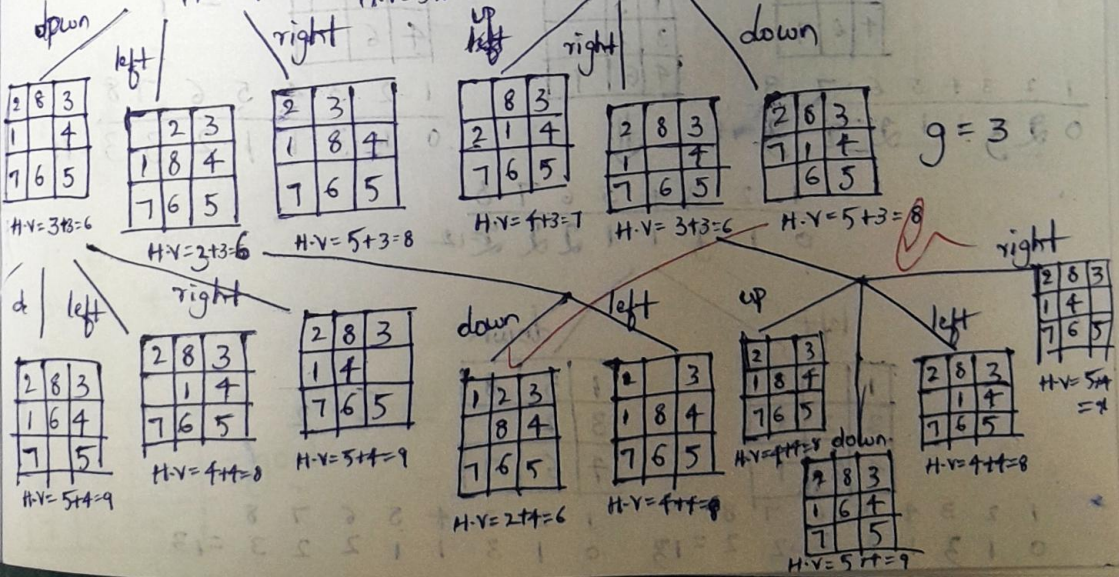 down
left
right
up
right
down
2 8 3
1 4
7 6 5
2 3
1 8 4
7 6 5
2 3
1 8 4
7 6 5
8 3
2 1 4
7 6 5
2 8 3
1 4
7 6 5
2 8 3
7 1 4
6 5
g = 3
H.V = 3+3=6
H.V = 3+3=6
H.V = 5+3=8
H.V = 4+3=7
H.V = 3+3=6
H.V = 5+3=8
d
left
right
down
left
up
left
right
2 8 3
1 6 4
7 5
H.V = 5+4=9
2 8 3
1 4
7 6 5
H.V = 4+4=8
2 8 3
1 4
7 6 5
H.V = 5+4=9
1 2 3
8 4
7 6 5
H.V = 2+4=6
2 3
1 8 4
7 6 5
H.V = 4+4=8
2 3
1 8 4
7 6 5
H.V = 4+4=8
down
2 8 3
1 6 4
7 5
H.V = 5+4=9
2 8 3
1 4
7 6 5
H.V = 4+4=8
2 8 3
1 4
7 6 5
H.V = 5+4